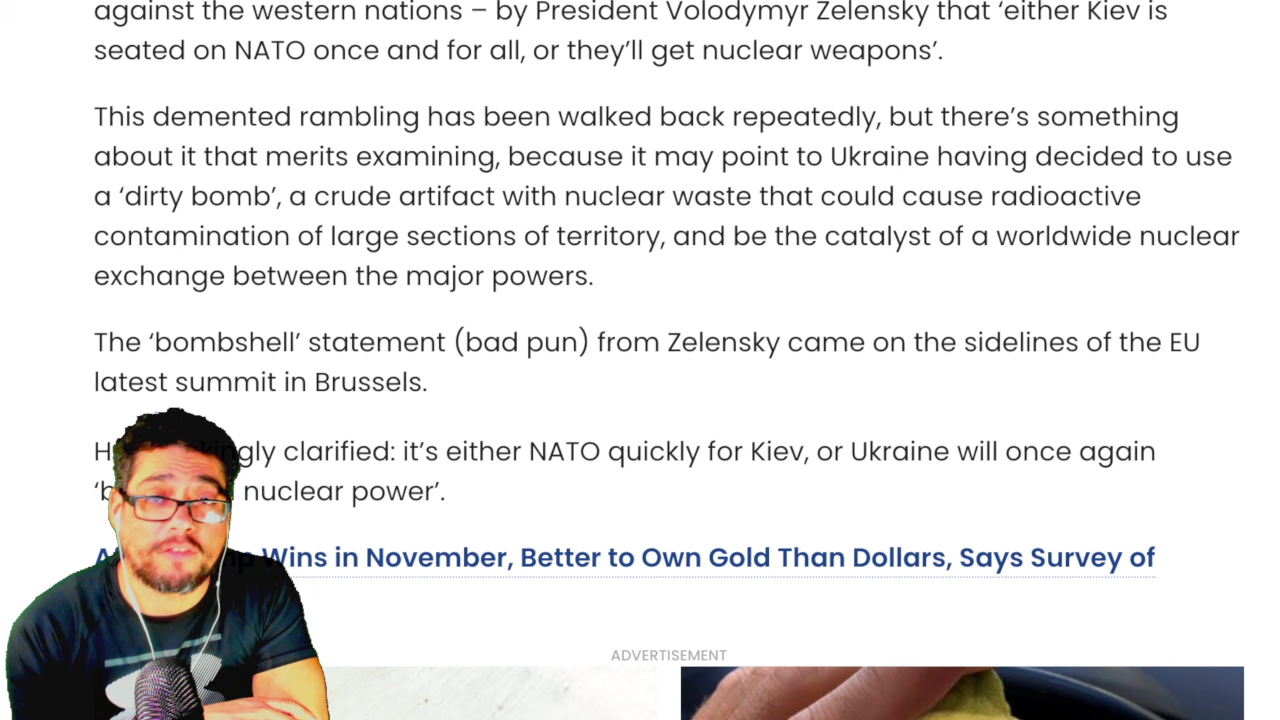 against the western nations – by President Volodymyr Zelensky that ‘either Kiev is
seated on NATO once and for all, or they’ll get nuclear weapons’.
This demented rambling has been walked back repeatedly, but there’s something
about it that merits examining, because it may point to Ukraine having decided to use
a ‘dirty bomb’, a crude artifact with nuclear waste that could cause radioactive
contamination of large sections of territory, and be the catalyst of a worldwide nuclear
exchange between the major powers.
The ‘bombshell’ statement (bad pun) from Zelensky came on the sidelines of the EU
latest summit in Brussels.
clarified: it’s either NATO quickly for Kiev, or Ukraine will once again
nuclear power’.
Wins in November, Better to Own Gold Than Dollars, Says Survey of
ADVERTISEMENT